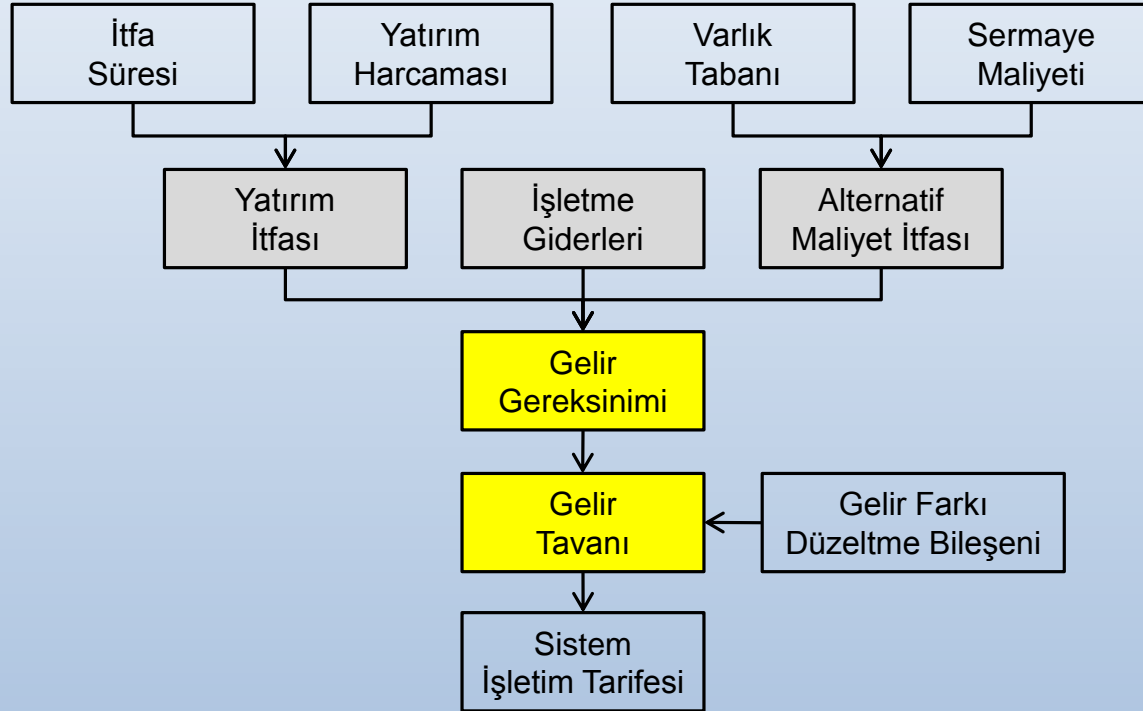 İtfa
Süresi
Yatırım
Harcaması
Varlık
Tabanı
Sermaye
Maliyeti
Yatırım
İtfası
İşletme
Giderleri
Alternatif
Maliyet İtfası
Gelir
Gereksinimi
Gelir
Tavanı
Gelir Farkı
Düzeltme Bileşeni
Sistem
İşletim Tarifesi